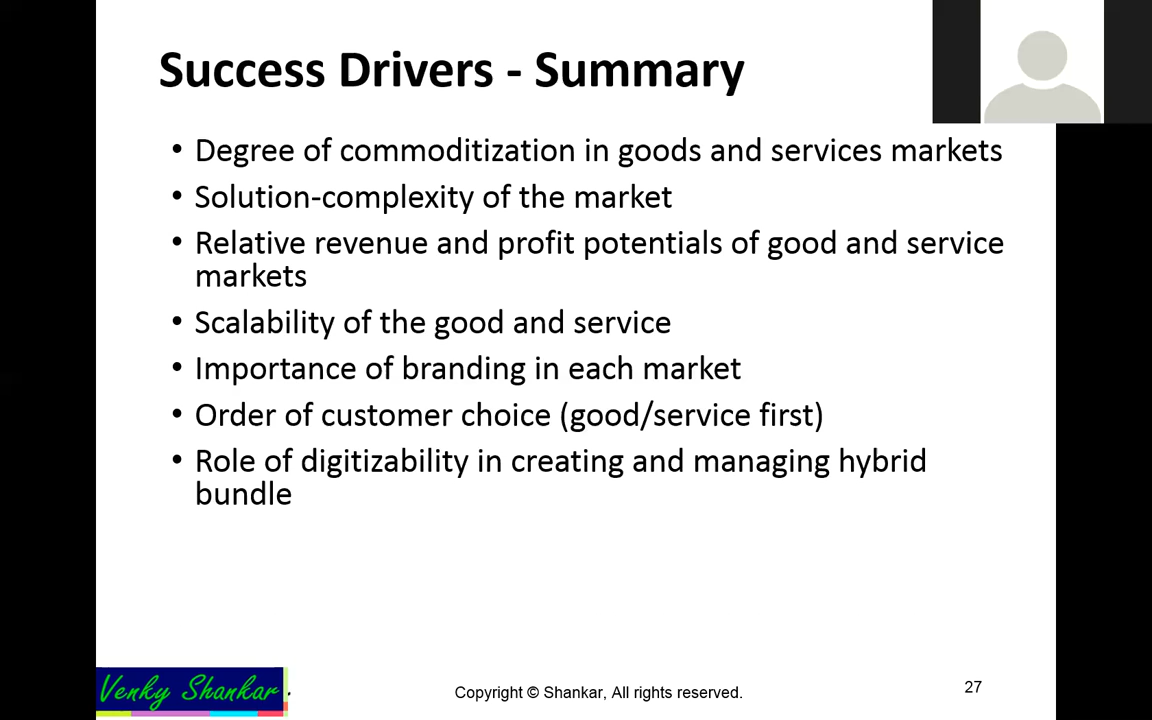 Success Drivers - Summary
• Degree of commoditization in goods and services markets
• Solution-complexity of the market
• Relative revenue and profit potentials of good and service
markets
• Scalability of the good and service
• Importance of branding in each market
• Order of customer choice (good/service first)
• Role of digitizability in creating and managing hybrid
bundle
Venky Shankar
Copyright © Shankar, All rights reserved.
27